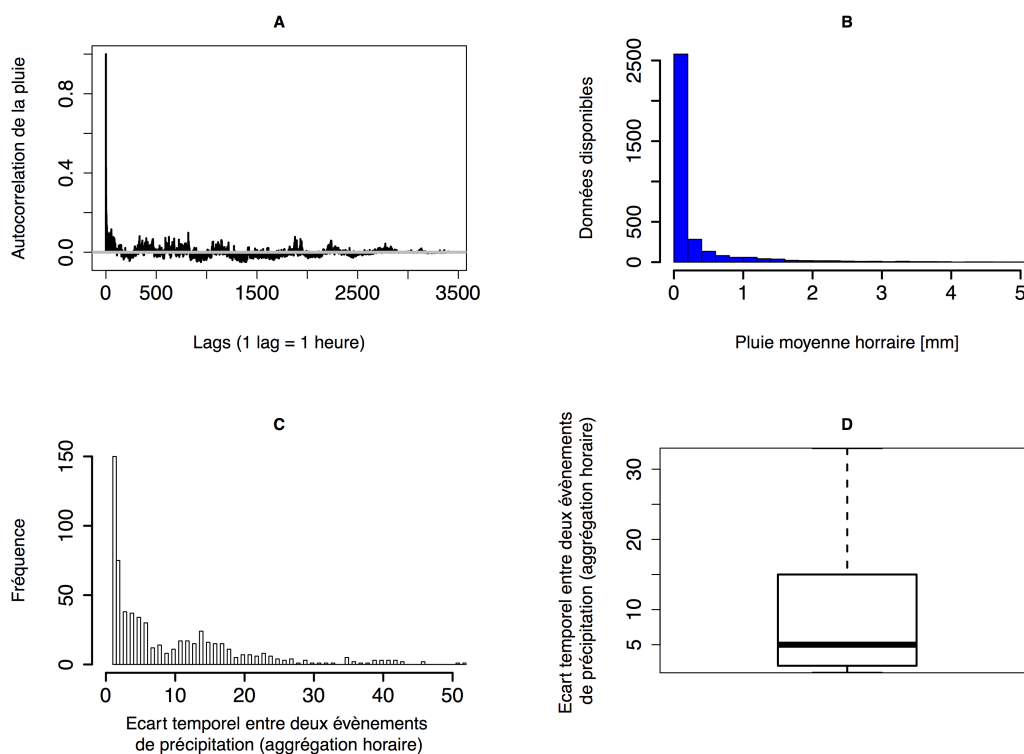 A
Autocorrelation de la pluie
0.8
0.4
0.0
0 500 1500 2500 3500
Lags (1 lag = 1 heure)
B
Données disponibles
2500
1500
500
0
0 1 2 3 4 5
Pluie moyenne horraire [mm]
C
Fréquence
150
100
50
0
0 10 20 30 40 50
Ecart temporel entre deux évènements
de précipitation (aggrégation horaire)
D
Ecart temporel entre deux évènements
de précipitation (aggrégation horaire)
30
20
10
5